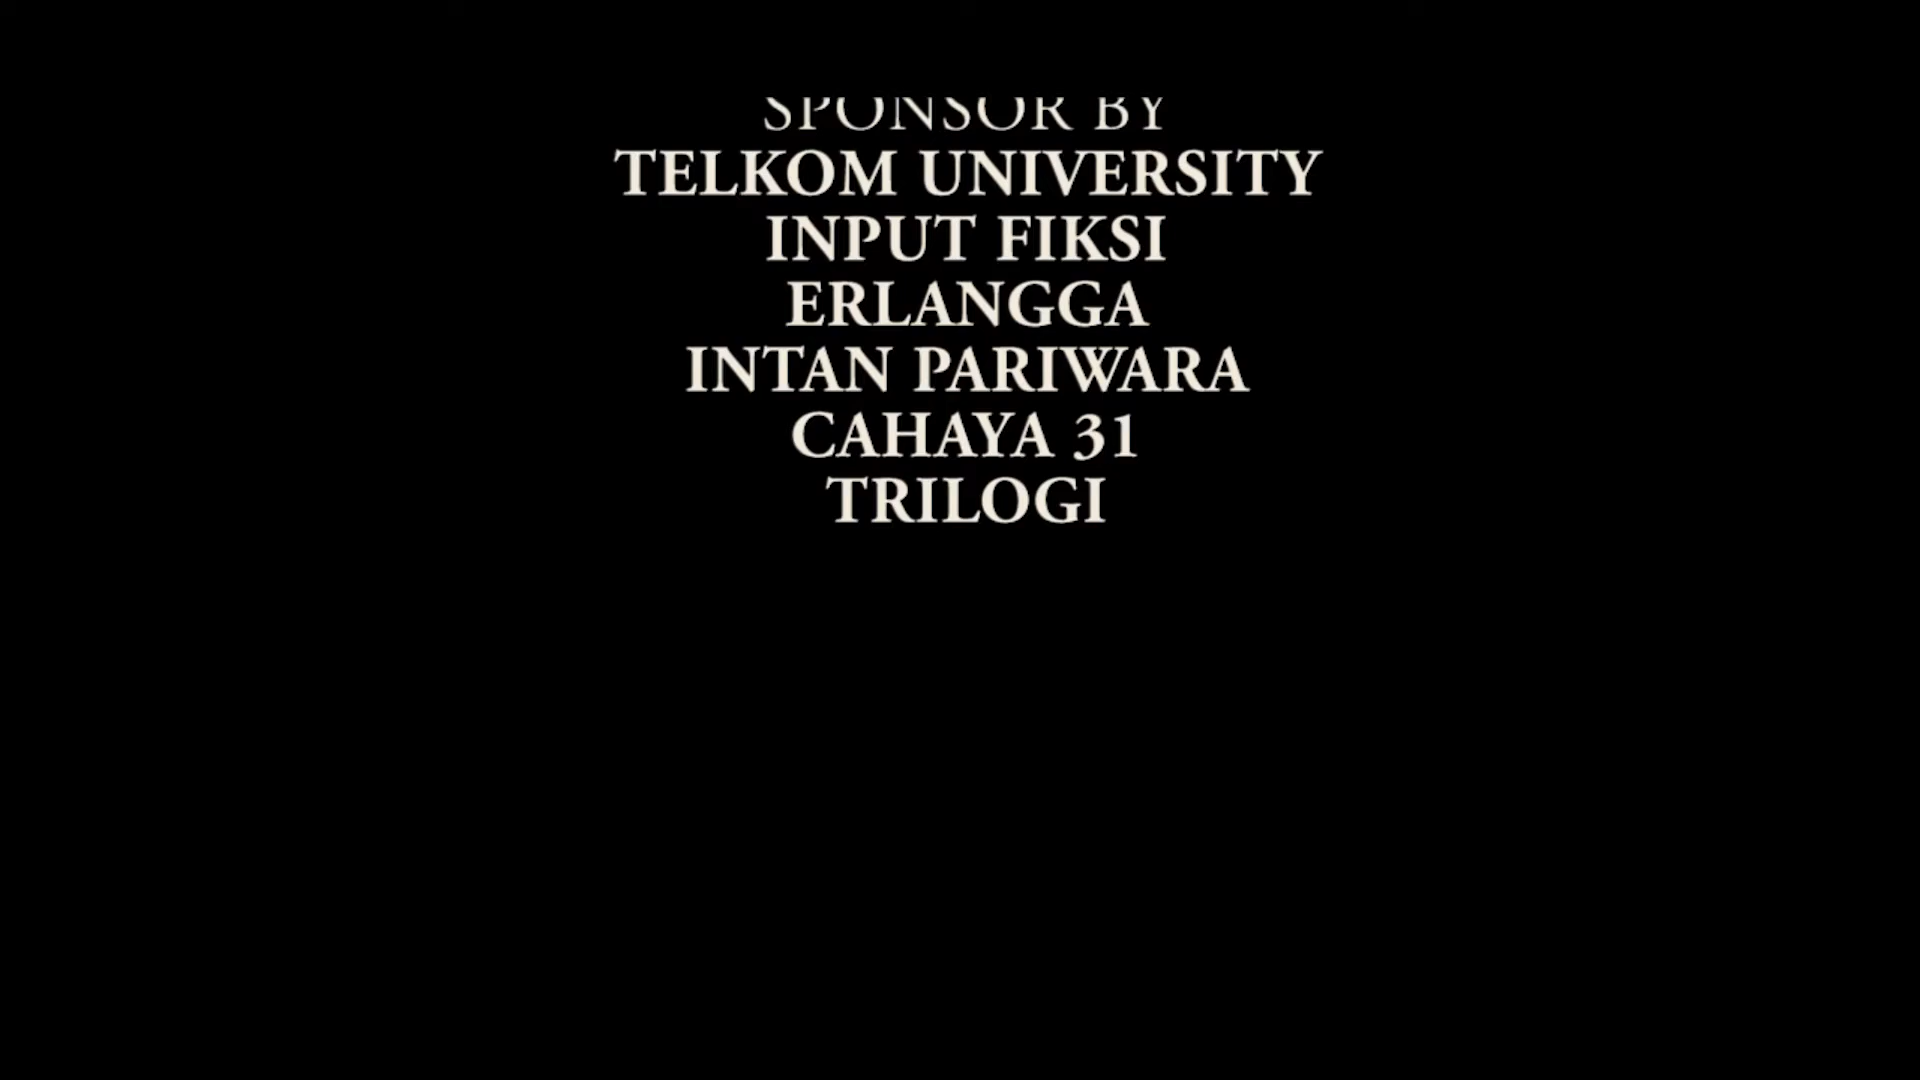 SPONSOR BY
TELKOM UNIVERSITY
INPUT FIKSI
ERLANGGA
INTAN PARIWARA
CAHAYA 31
TRILOGI